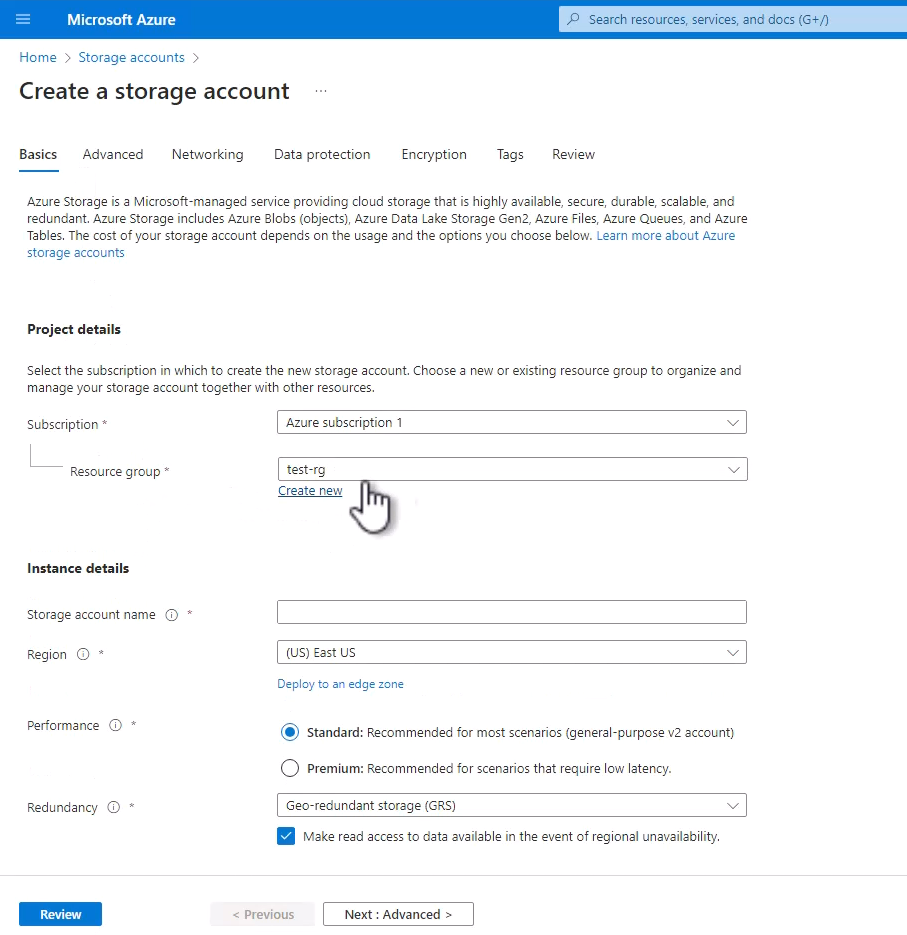 Microsoft Azure
Search resources, services, and docs (G+/)
Home > Storage accounts >
Create a storage account ...
Basics Advanced Networking Data protection Encryption Tags Review
Azure Storage is a Microsoft-managed service providing cloud storage that is highly available, secure, durable, scalable, and
redundant. Azure Storage includes Azure Blobs (objects), Azure Data Lake Storage Gen2, Azure Files, Azure Queues, and Azure
Tables. The cost of your storage account depends on the usage and the options you choose below. Learn more about Azure
storage accounts
Project details
Select the subscription in which to create the new storage account. Choose a new or existing resource group to organize and
manage your storage account together with other resources.
Subscription * Azure subscription 1
Resource group * test-rg
Create new
Instance details
Storage account name *
Region * (US) East US
Deploy to an edge zone
Performance * Standard: Recommended for most scenarios (general-purpose v2 account)
Premium: Recommended for scenarios that require low latency.
Redundancy * Geo-redundant storage (GRS)
Make read access to data available in the event of regional unavailability.
Review < Previous Next : Advanced >